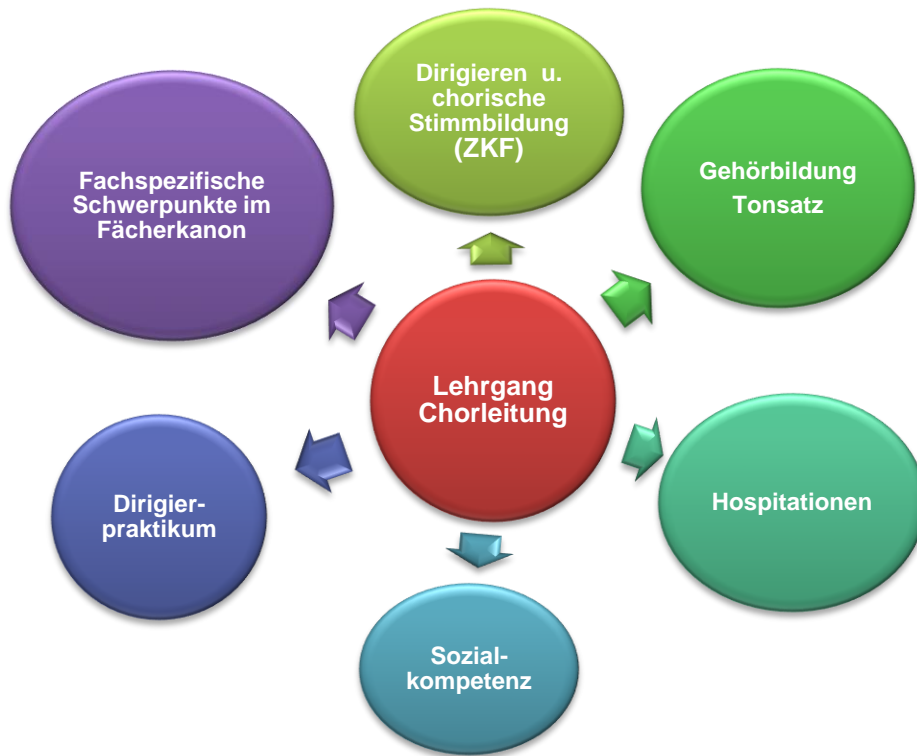 Dirigieren u.
chorische
Stimmbildung
(ZKF)
Gehörbildung
Tonsatz
Hospitationen
Sozial-
kompetenz
Dirigier-
praktikum
Fachspezifische
Schwerpunkte im
Fächerkanon
Lehrgang
Chorleitung